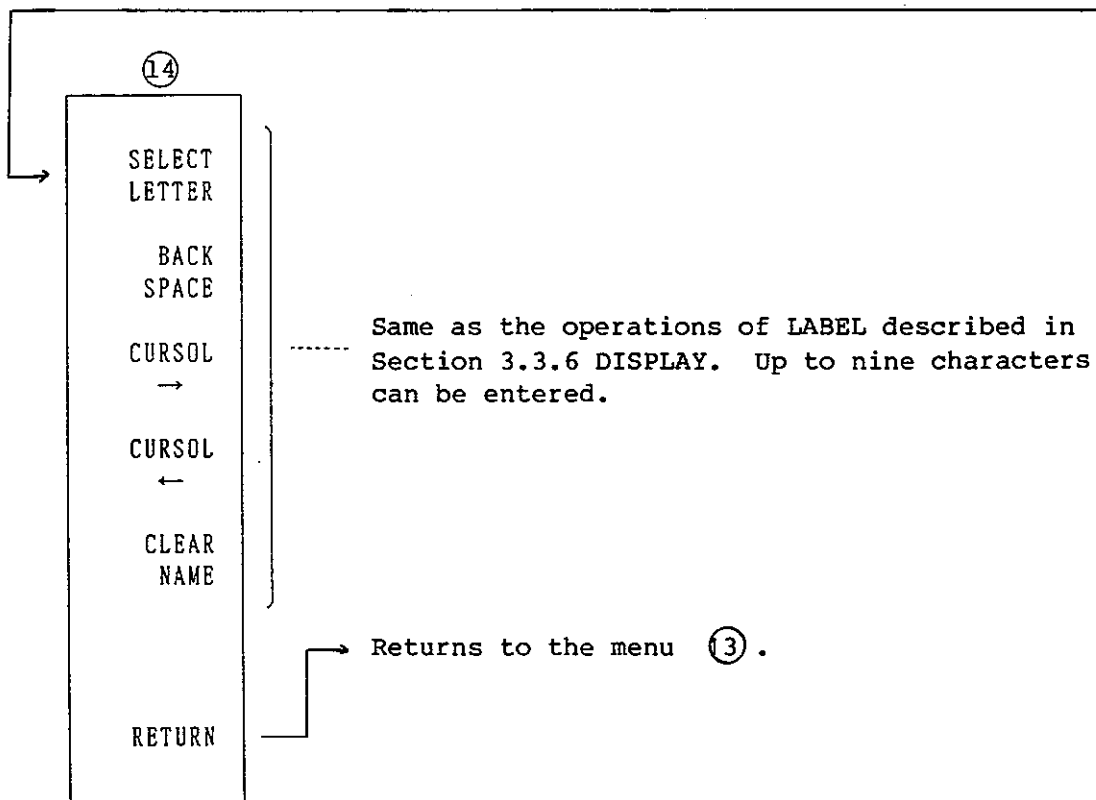 ⑭
SELECT
LETTER
BACK
SPACE
CURSOL
→
CURSOL
←
CLEAR
NAME
RETURN
Same as the operations of LABEL described in
Section 3.3.6 DISPLAY. Up to nine characters
can be entered.
Returns to the menu ⑬.